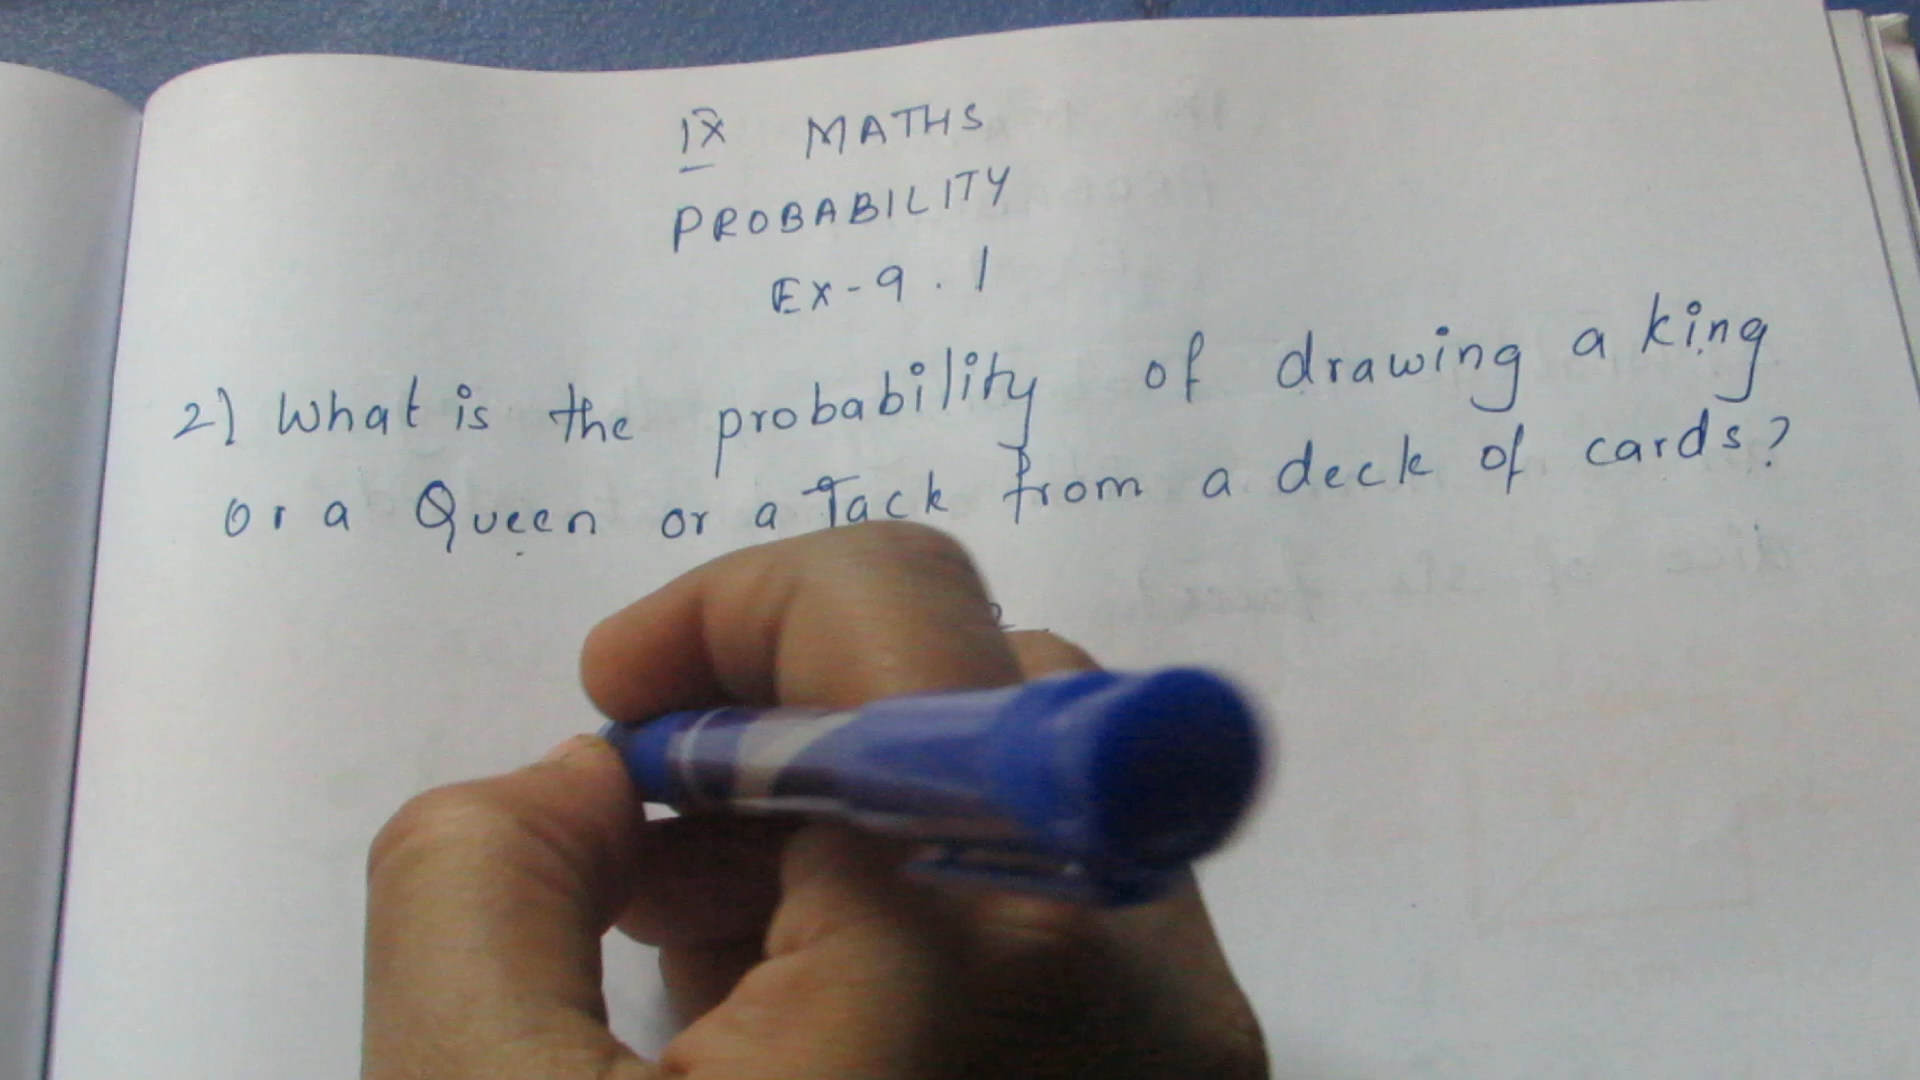 IX MATHS
PROBABILITY
Ex-9.1
2) What is the probability of drawing a king
or a Queen or a Jack from a deck of cards?